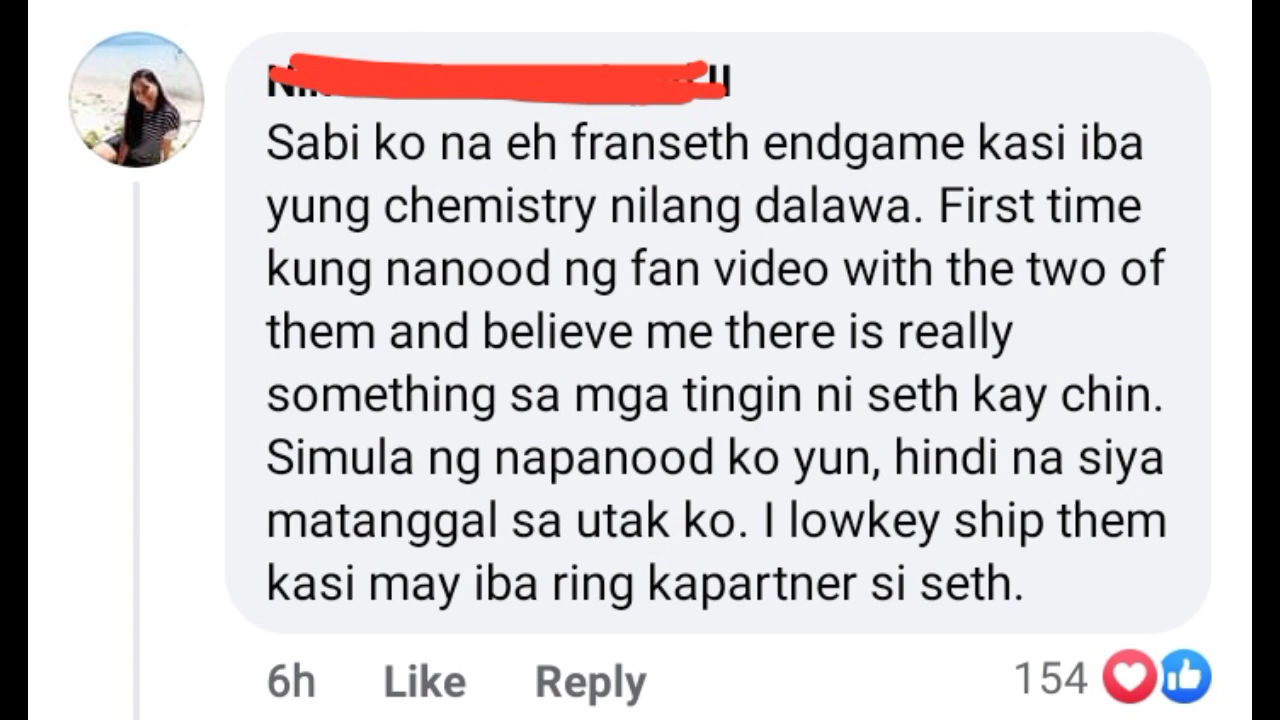 Sabi ko na eh franseth endgame kasi iba
yung chemistry nilang dalawa. First time
kung nanood ng fan video with the two of
them and believe me there is really
something sa mga tingin ni seth kay chin.
Simula ng napanood ko yun, hindi na siya
matanggal sa utak ko. I lowkey ship them
kasi may iba ring kapartner si seth.
6h Like Reply 154